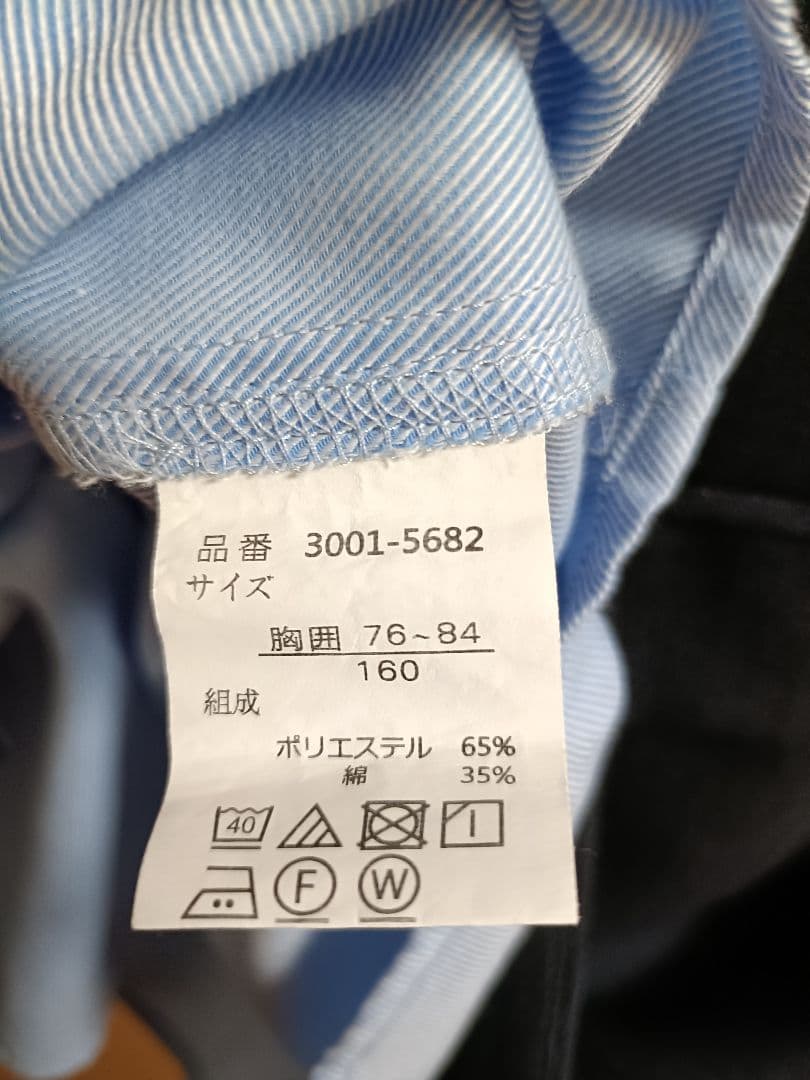 品番 3001-5682
サイズ
胸囲 76~84
160
組成
ポリエステル 65%
綿 35%
40
F W